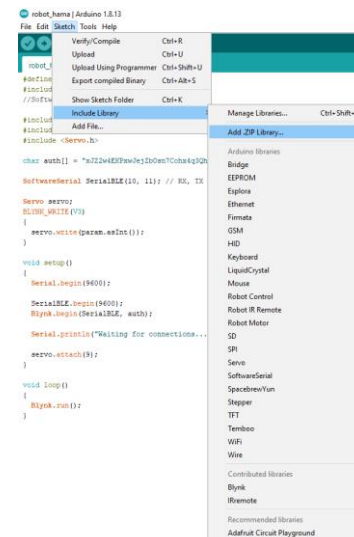 robot_hama | Arduino 1.8.13
File Edit Sketch Tools Help
Verify/Compile Ctrl+R
Upload Ctrl+U
Upload Using Programmer Ctrl+Shift+U
Export compiled Binary Ctrl+Alt+S
Show Sketch Folder Ctrl+K
Include Library
Add File...
Manage Libraries... Ctrl+Shift+
Add .ZIP Library...
Arduino libraries
Bridge
EEPROM
Esplora
Ethernet
Firmata
GSM
HID
Keyboard
LiquidCrystal
Mouse
Robot Control
Robot IR Remote
Robot Motor
SD
SPI
Servo
SoftwareSerial
SpacebrewYun
Stepper
TFT
Temboo
WiFi
Wire
Contributed libraries
Blynk
IRremote
Recommended libraries
Adafruit Circuit Playground
robot_
#define
#includ
//Softw
#includ
#includ
#include <Servo.h>
char auth[] =
SoftwareSerial SerialBLE(10, 11); // RX, TX
Servo servo;
BLYNK_WRITE(V3)
{
servo.write(param.asInt());
}
void setup()
{
Serial.begin(9600);
SerialBLE.begin(9600);
Blynk.begin(SerialBLE, auth);
Serial.println("Waiting for connections...
servo.attach(9);
}
void loop()
{
Blynk.run();
}